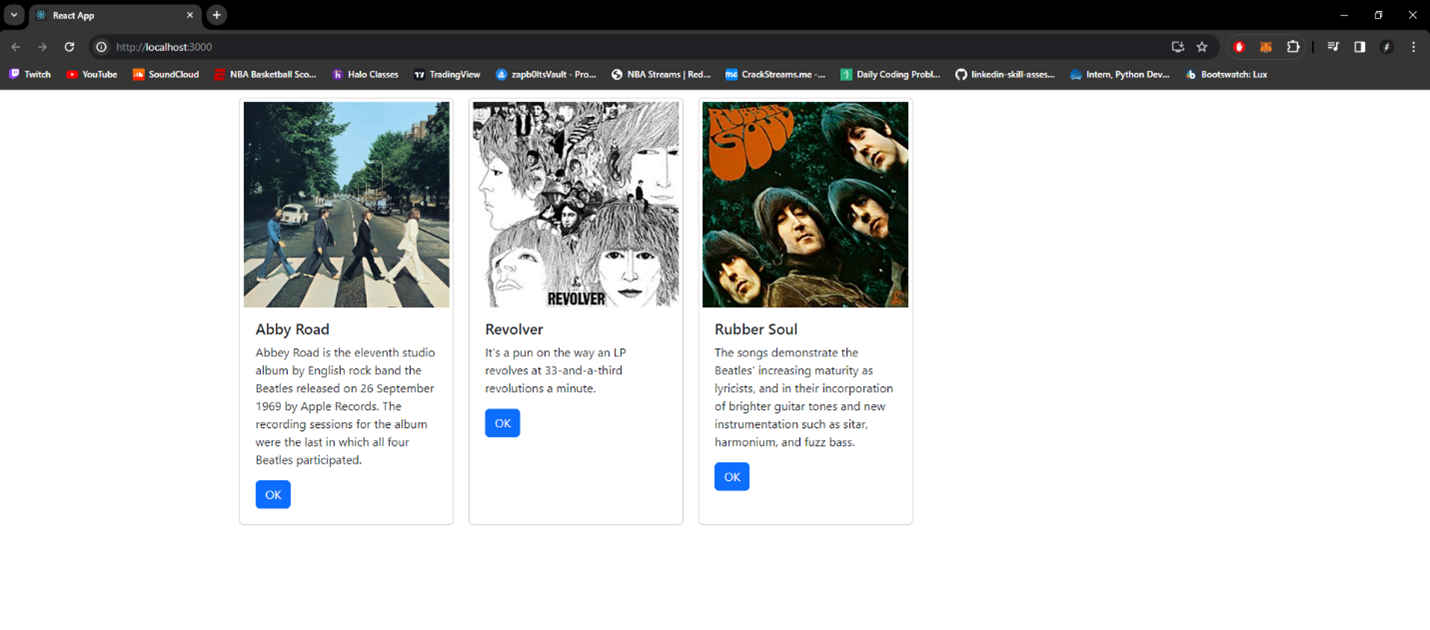 React App
http://localhost:3000
Twitch YouTube SoundCloud NBA Basketball Sco... Halo Classes TradingView zapb0ltsVault - Pro... NBA Streams | Red... CrackStreams.me -... Daily Coding Probl... linkedin-skill-asses... Intern, Python Dev... Bootswatch: Lux
REVOLVER
RUBBER
SOUL
Abby Road
Abbey Road is the eleventh studio
album by English rock band the
Beatles released on 26 September
1969 by Apple Records. The
recording sessions for the album
were the last in which all four
Beatles participated.
OK
Revolver
It's a pun on the way an LP
revolves at 33-and-a-third
revolutions a minute.
OK
Rubber Soul
The songs demonstrate the
Beatles' increasing maturity as
lyricists, and in their incorporation
of brighter guitar tones and new
instrumentation such as sitar,
harmonium, and fuzz bass.
OK